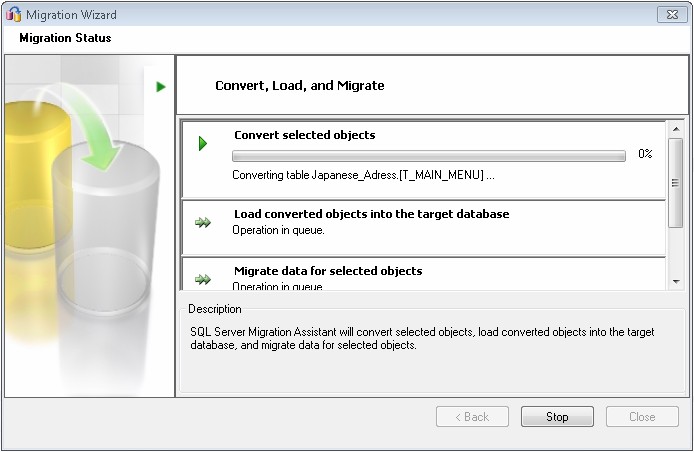 Migration Wizard
Migration Status
Convert, Load, and Migrate
Convert selected objects
0%
Converting table Japanese_Adress.[T_MAIN_MENU] ...
Load converted objects into the target database
Operation in queue.
Migrate data for selected objects
Operation in queue
Description
SQL Server Migration Assistant will convert selected objects, load converted objects into the target
database, and migrate data for selected objects.
< Back
Stop
Close